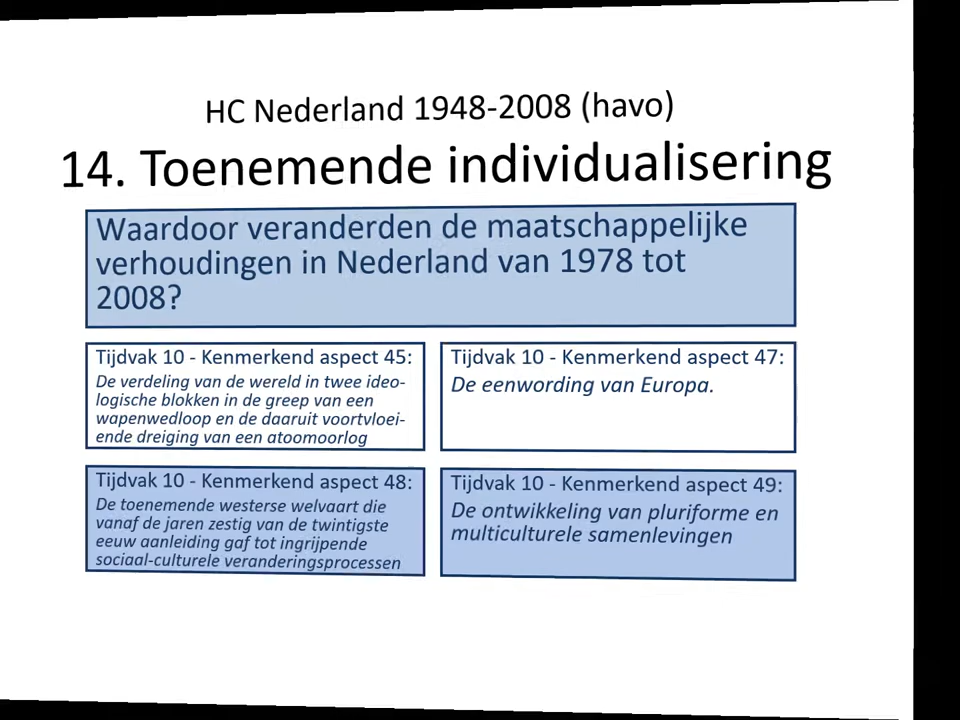 HC Nederland 1948-2008 (havo)
14. Toenemende individualisering
Waardoor veranderden de maatschappelijke
verhoudingen in Nederland van 1978 tot
2008?
Tijdvak 10 - Kenmerkend aspect 45:
De verdeling van de wereld in twee ideo-
logische blokken in de greep van een
wapenwedloop en de daaruit voortvloei-
ende dreiging van een atoomoorlog
Tijdvak 10 - Kenmerkend aspect 47:
De eenwording van Europa.
Tijdvak 10 - Kenmerkend aspect 48:
De toenemende westerse welvaart die
vanaf de jaren zestig van de twintigste
eeuw aanleiding gaf tot ingrijpende
sociaal-culturele veranderingsprocessen
Tijdvak 10 - Kenmerkend aspect 49:
De ontwikkeling van pluriforme en
multiculturele samenlevingen